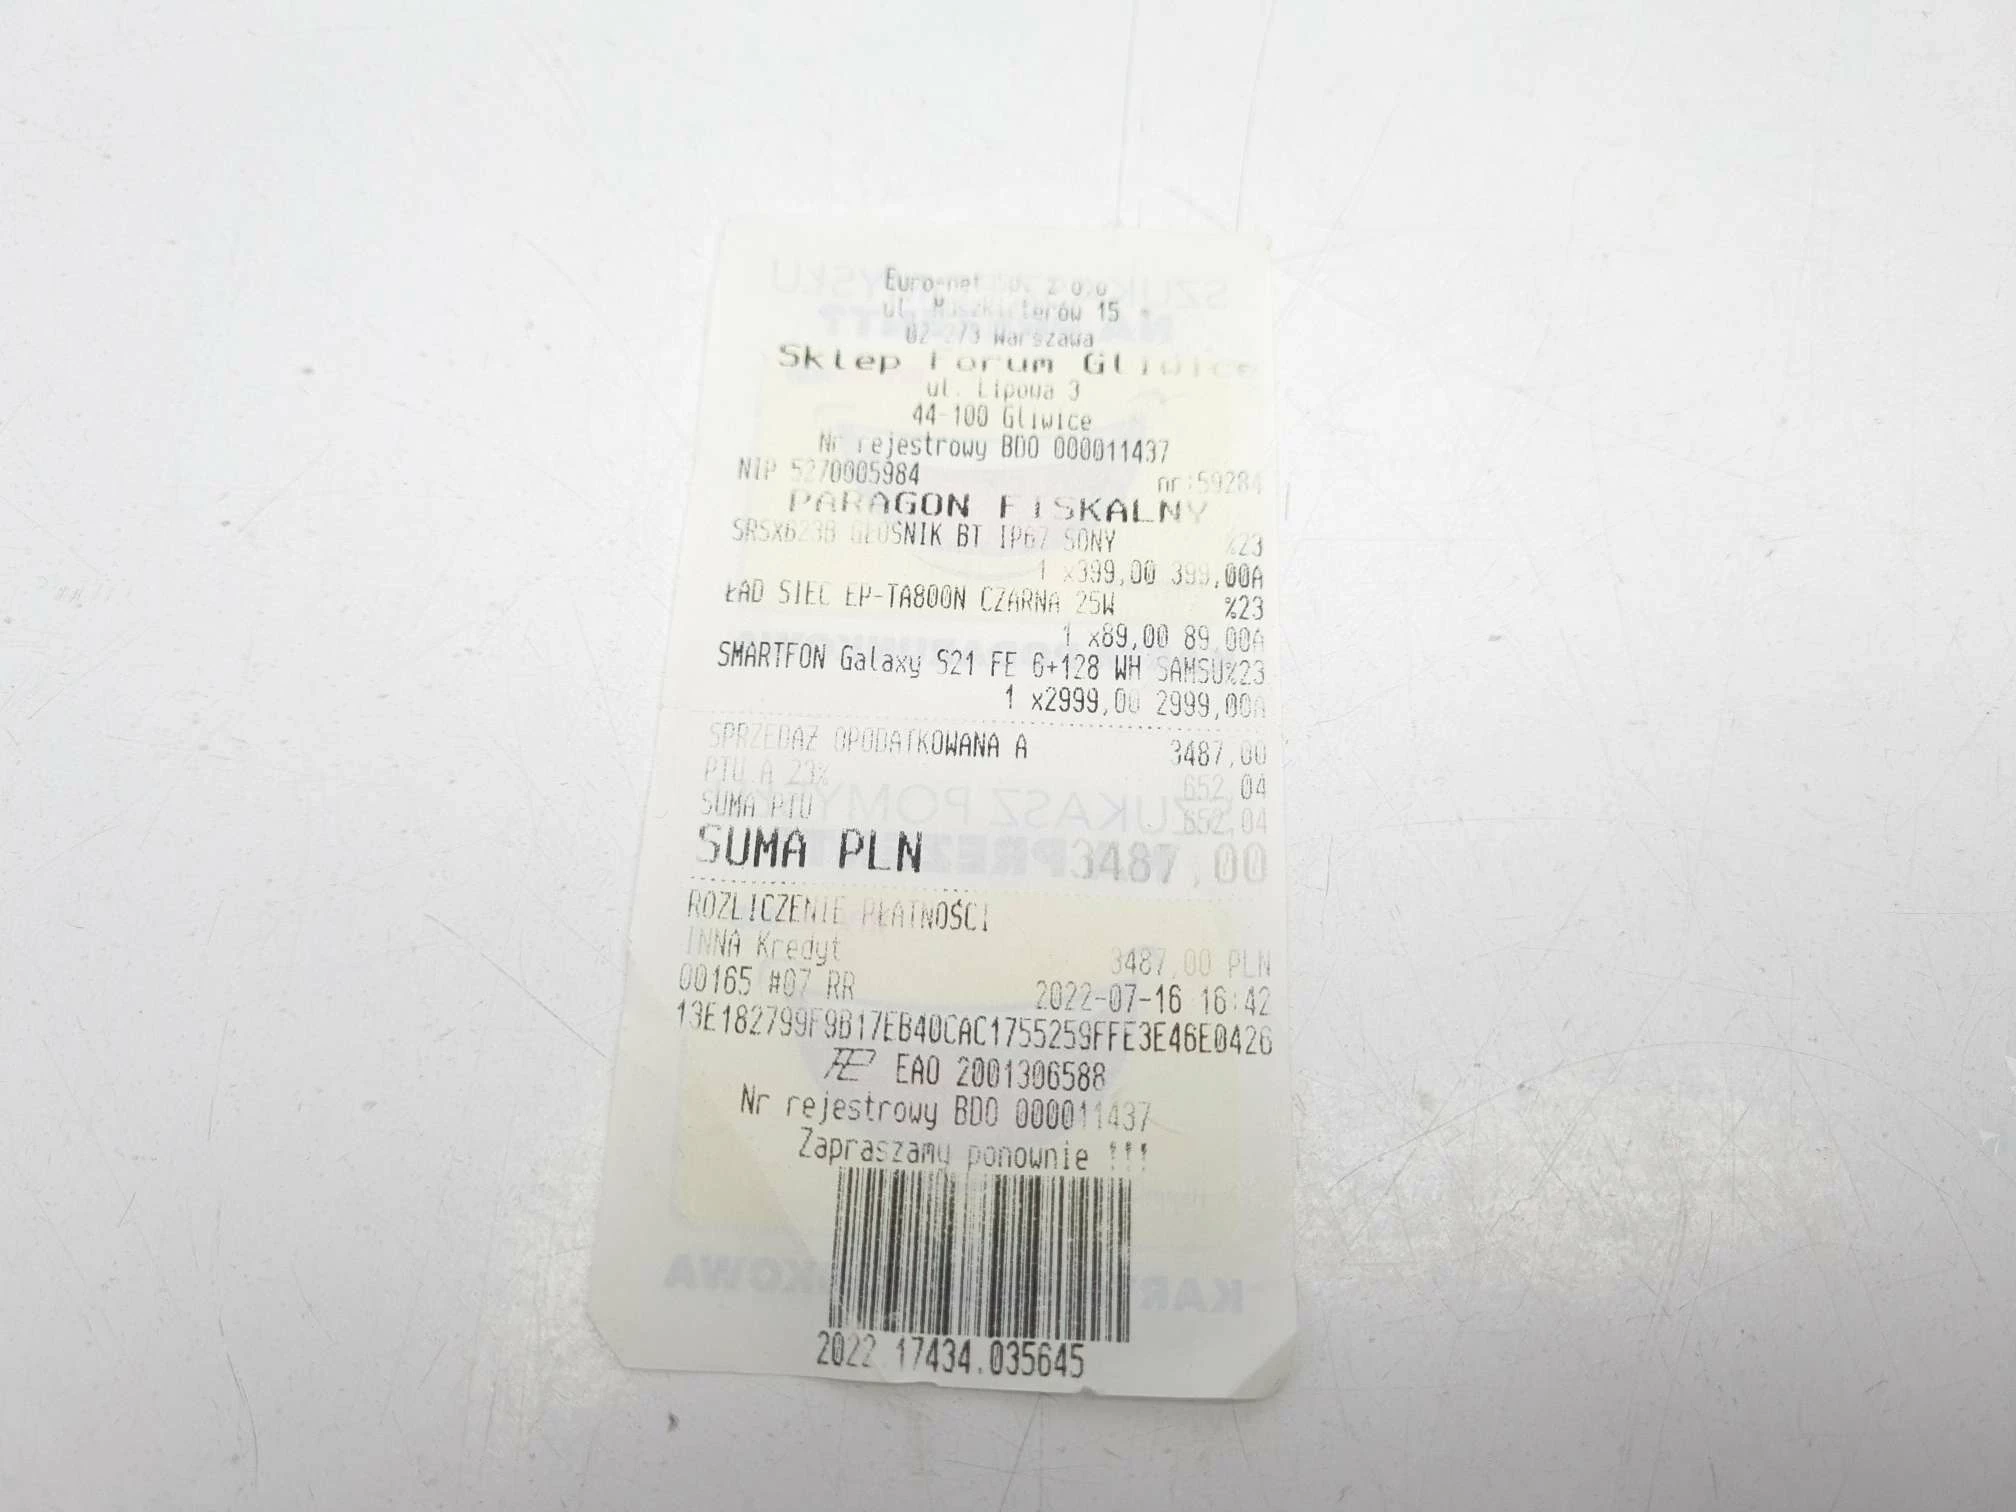 Euro-net Sp. z o.o
ul. Muszkieterów 15
02-273 Warszawa
Sklep Forum Gliwice
ul. Lipowa 3
44-100 Gliwice
Nr rejestrowy BDO 000011437
NIP 5270005984 nr:59284
PARAGON FISKALNY
SRSXB23B GŁOŚNIK BT IP67 SONY %23
1 x399,00 399,00A
ŁAD SIEC EP-TA800N CZARNA 25W %23
1 x89,00 89,00A
SMARTFON Galaxy S21 FE 6+128 WH SAMSU%23
1 x2999,00 2999,00A
SPRZEDAŻ OPODATKOWANA A 3487,00
PTU A 23% 652,04
SUMA PTU 652,04
SUMA PLN 3487,00
ROZLICZENIE PŁATNOŚCI
INNA Kredyt 3487,00 PLN
00165 #07 RR 2022-07-16 16:42
13E182799F9B17EB40CAC1755259FFE3E46E0426
EAO 2001306588
Nr rejestrowy BDO 000011437
Zapraszamy ponownie !!!
2022.17434.035645